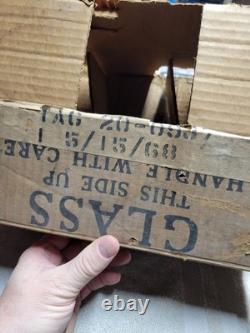 GLASS
THIS SIDE UP
HANDLE WITH CARE
5/15/68